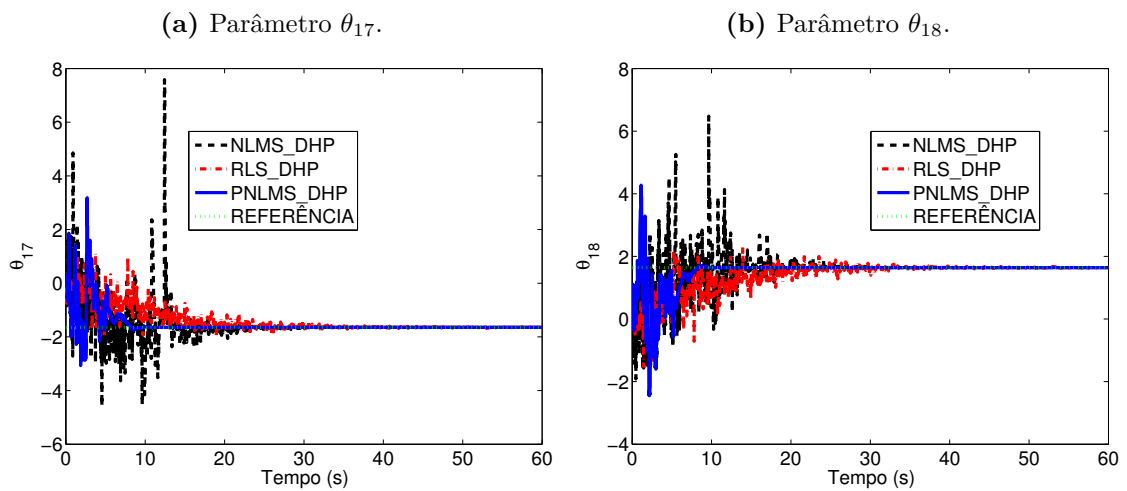 (a) Parâmetro θ17.
8
6
4
2
0
−2
−4
−6
θ17
0 10 20 30 40 50 60
Tempo (s)
NLMS_DHP
RLS_DHP
PNLMS_DHP
REFERÊNCIA
(b) Parâmetro θ18.
8
6
4
2
0
−2
−4
θ18
0 10 20 30 40 50 60
Tempo (s)
NLMS_DHP
RLS_DHP
PNLMS_DHP
REFERÊNCIA